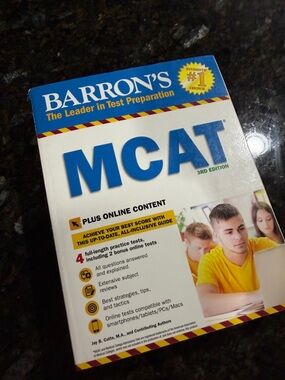 BARRON'S
The Leader in Test Preparation
STUDENTS'
#1
CHOICE
MCAT
3RD EDITION
PLUS ONLINE CONTENT
ACHIEVE YOUR BEST SCORE WITH
THIS UP-TO-DATE, ALL-INCLUSIVE GUIDE
4 full-length practice tests,
including 2 bonus online tests
All questions answered
and explained
Extensive subject
reviews
Best strategies, tips,
and tactics
Online tests compatible with
smartphones/tablets/PCs/Macs
Jay B. Cutts, M.A., and Contributing Authors